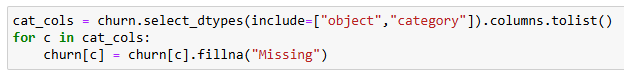 cat_cols = churn.select_dtypes(include=["object","category"]).columns.tolist()
for c in cat_cols:
    churn[c] = churn[c].fillna("Missing")